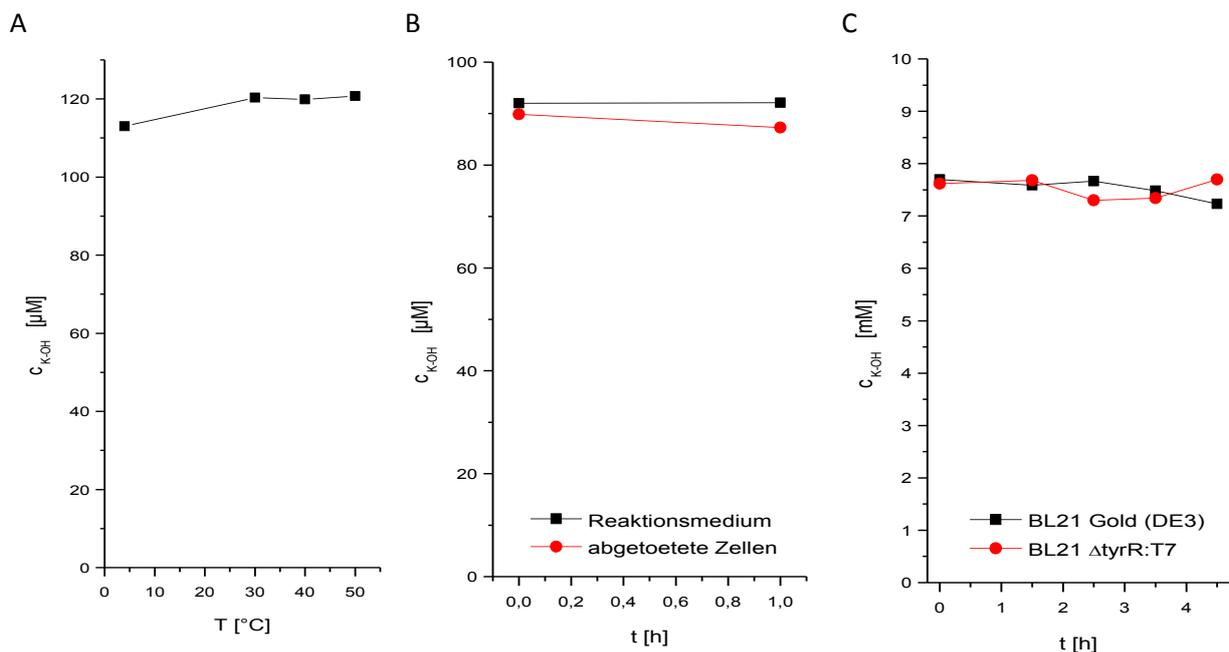 A
B
C
120
100
80
60
40
20
0
c K-OH [µM]
0 10 20 30 40 50
T [°C]
100
80
60
40
20
0
c K-OH [µM]
Reaktionsmedium
abgetoetete Zellen
0,0 0,2 0,4 0,6 0,8 1,0
t [h]
10
9
8
7
6
5
4
3
2
1
0
c K-OH [mM]
BL21 Gold (DE3)
BL21 ΔtyrR:T7
0 1 2 3 4
t [h]